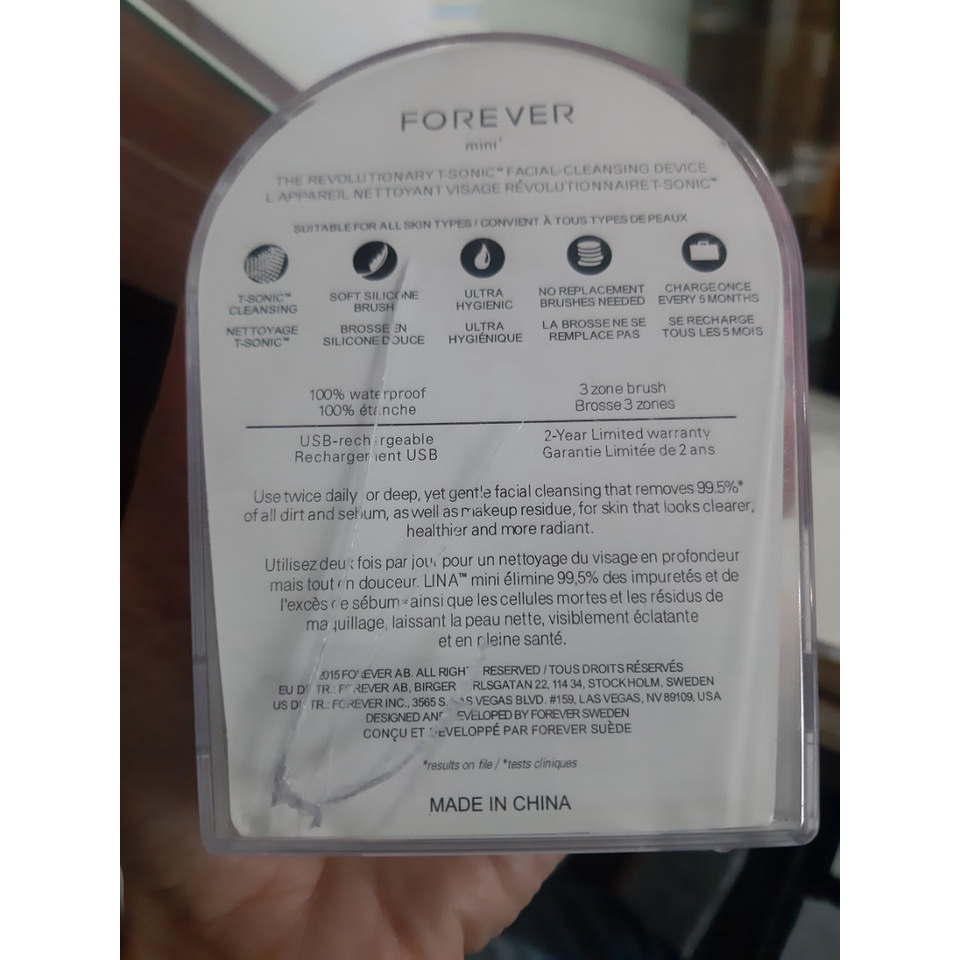 FOREVER
mini'
THE REVOLUTIONARY T-SONIC™ FACIAL-CLEANSING DEVICE
L APPAREIL NETTOYANT VISAGE RÉVOLUTIONNAIRE T-SONIC™
SUITABLE FOR ALL SKIN TYPES / CONVIENT À TOUS TYPES DE PEAUX
T-SONIC™
CLEANSING
NETTOYAGE
T-SONIC™
SOFT SILICONE
BRUSH
BROSSE EN
SILICONE DOUCE
ULTRA
HYGIENIC
ULTRA
HYGIÉNIQUE
NO REPLACEMENT
BRUSHES NEEDED
LA BROSSE NE SE
REMPLACE PAS
CHARGE ONCE
EVERY 5 MONTHS
SE RECHARGE
TOUS LES 5 MOIS
100% waterproof
100% étanche
3 zone brush
Brosse 3 zones
USB-rechargeable
Rechargement USB
2-Year Limited warranty
Garantie Limitée de 2 ans
Use twice daily or deep, yet gentle facial cleansing that removes 99.5%*
of all dirt and sebum, as well as makeup residue, for skin that looks clearer,
healthier and more radiant.
Utilisez deux fois par jour pour un nettoyage du visage en profondeur
mais tout en douceur. LINA™ mini élimine 99,5% des impuretés et de
l'excès de sébum* ainsi que les cellules mortes et les résidus de
maquillage, laissant la peau nette, visiblement éclatante
et en pleine santé.
2015 FOREVER AB. ALL RIGHT RESERVED / TOUS DROITS RÉSERVÉS
EU DISTR.: FOREVER AB, BIRGER RLSGATAN 22, 114 34, STOCKHOLM, SWEDEN
US DISTR.: FOREVER INC., 3565 S. LAS VEGAS BLVD. #159, LAS VEGAS, NV 89109, USA
DESIGNED AND DEVELOPED BY FOREVER SWEDEN
CONÇU ET DEVELOPPÉ PAR FOREVER SUÈDE
*results on file / *tests cliniques
MADE IN CHINA